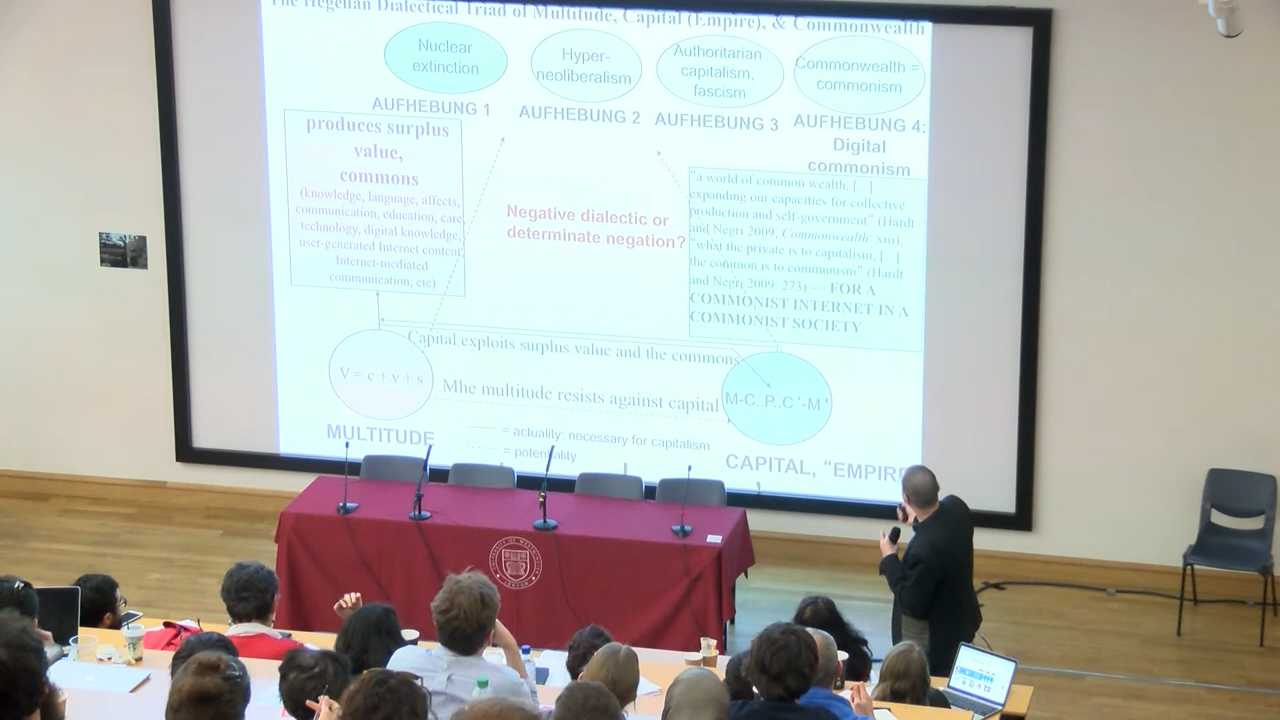 The Hegelian Dialectical Triad of Multitude, Capital (Empire), & Commonwealth
Nuclear
extinction
Hyper-
neoliberalism
Authoritarian
capitalism,
fascism
Commonwealth =
commonism
AUFHEBUNG 1
AUFHEBUNG 2
AUFHEBUNG 3
AUFHEBUNG 4:
Digital
commonism
produces surplus
value,
commons
(knowledge, language, affects,
communication, education, care,
technology, digital knowledge,
user-generated Internet content,
Internet-mediated
communication, etc)
Negative dialectic or
determinate negation?
"a world of common wealth, [...]
expanding our capacities for collective
production and self-government" (Hardt
and Negri 2009, Commonwealth, xiii),
"what the private is to capitalism, [...]
the common is to communism" (Hardt
and Negri 2009, 273) -- FOR A
COMMONIST INTERNET IN A
COMMONIST SOCIETY
Capital exploits surplus value and the commons
V = c + v + s
Mhe multitude resists against capital
M-C..P..C'-M'
MULTITUDE
= actuality: necessary for capitalism
= potentiality
CAPITAL, "EMPIRE